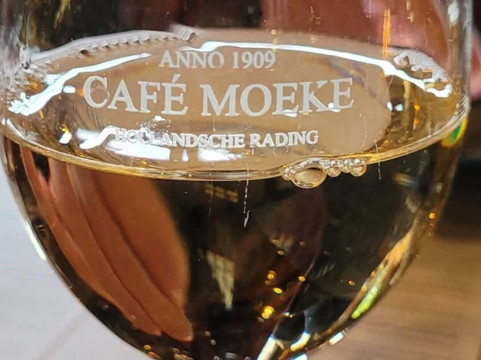 ANNO 1909
CAFÉ MOEKE
HOLLANDSCHE RADING